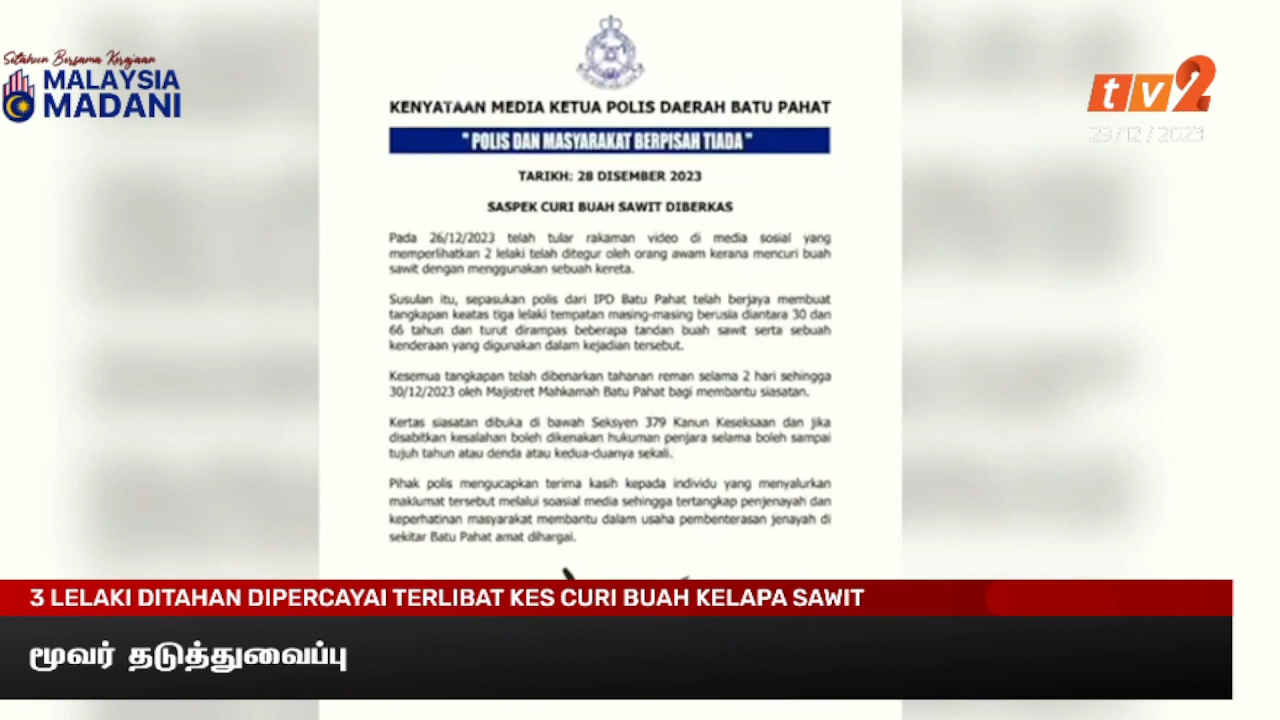 Setahun Bersama Kerajaan
MALAYSIA
MADANI
tv2
29/12/2023
KENYATAAN MEDIA KETUA POLIS DAERAH BATU PAHAT
" POLIS DAN MASYARAKAT BERPISAH TIADA "
TARIKH: 28 DISEMBER 2023
SASPEK CURI BUAH SAWIT DIBERKAS
Pada 26/12/2023 telah tular rakaman video di media sosial yang
memperlihatkan 2 lelaki telah ditegur oleh orang awam kerana mencuri buah
sawit dengan menggunakan sebuah kereta.
Susulan itu, sepasukan polis dari IPD Batu Pahat telah berjaya membuat
tangkapan keatas tiga lelaki tempatan masing-masing berusia diantara 30 dan
66 tahun dan turut dirampas beberapa tandan buah sawit serta sebuah
kenderaan yang digunakan dalam kejadian tersebut.
Kesemua tangkapan telah dibenarkan tahanan reman selama 2 hari sehingga
30/12/2023 oleh Majistret Mahkamah Batu Pahat bagi membantu siasatan.
Kertas siasatan dibuka di bawah Seksyen 379 Kanun Keseksaan dan jika
disabitkan kesalahan boleh dikenakan hukuman penjara selama boleh sampai
tujuh tahun atau denda atau kedua-duanya sekali.
Pihak polis mengucapkan terima kasih kepada individu yang menyalurkan
maklumat tersebut melalui soasial media sehingga tertangkap penjenayah dan
keperhatinan masyarakat membantu dalam usaha pembenterasan jenayah di
sekitar Batu Pahat amat dihargai.
3 LELAKI DITAHAN DIPERCAYAI TERLIBAT KES CURI BUAH KELAPA SAWIT
மூவர் தடுத்துவைப்பு